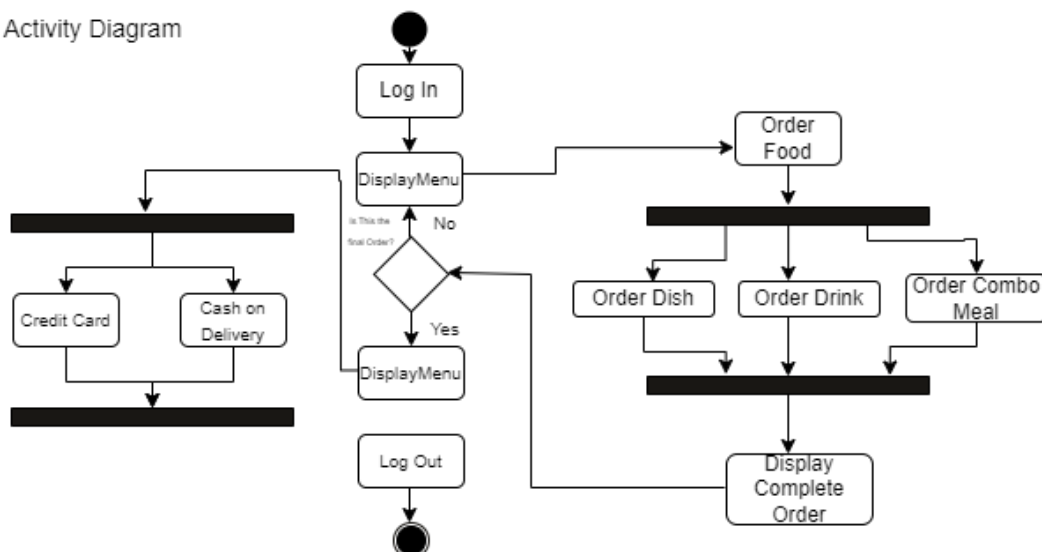 Activity Diagram
Log In
Order
Food
DisplayMenu
Is This the
final Order?
No
Order Dish
Order Drink
Order Combo
Meal
Credit Card
Cash on
Delivery
Yes
DisplayMenu
Log Out
Display
Complete
Order